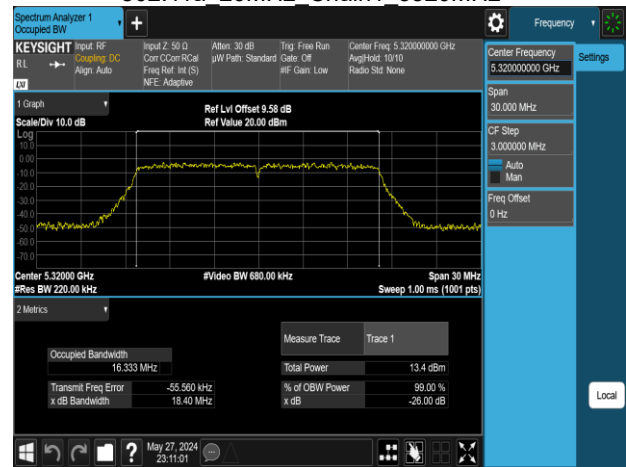 Spectrum Analyzer 1
Occupied BW
Frequency
KEYSIGHT
RL
LXI
Input: RF
Coupling: DC
Align: Auto
Input Z: 50 Ω
Corr CCorr RCal
Freq Ref: Int (S)
NFE: Adaptive
Atten: 30 dB
µW Path: Standard
Trig: Free Run
Gate: Off
#IF Gain: Low
Center Freq: 5.320000000 GHz
Avg|Hold: 10/10
Radio Std: None
Center Frequency
5.320000000 GHz
Settings
Span
30.000 MHz
CF Step
3.000000 MHz
Auto
Man
Freq Offset
0 Hz
Local
1 Graph
Scale/Div 10.0 dB
Ref Lvl Offset 9.58 dB
Ref Value 20.00 dBm
Log
10.0
0.00
-10.0
-20.0
-30.0
-40.0
-50.0
-60.0
-70.0
Center 5.32000 GHz
#Video BW 680.00 kHz
Span 30 MHz
#Res BW 220.00 kHz
Sweep 1.00 ms (1001 pts)
2 Metrics
Measure Trace
Trace 1
Occupied Bandwidth
16.333 MHz
Total Power
13.4 dBm
Transmit Freq Error
-55.560 kHz
% of OBW Power
99.00 %
x dB Bandwidth
18.40 MHz
x dB
-26.00 dB
?
May 27, 2024
23:11:01